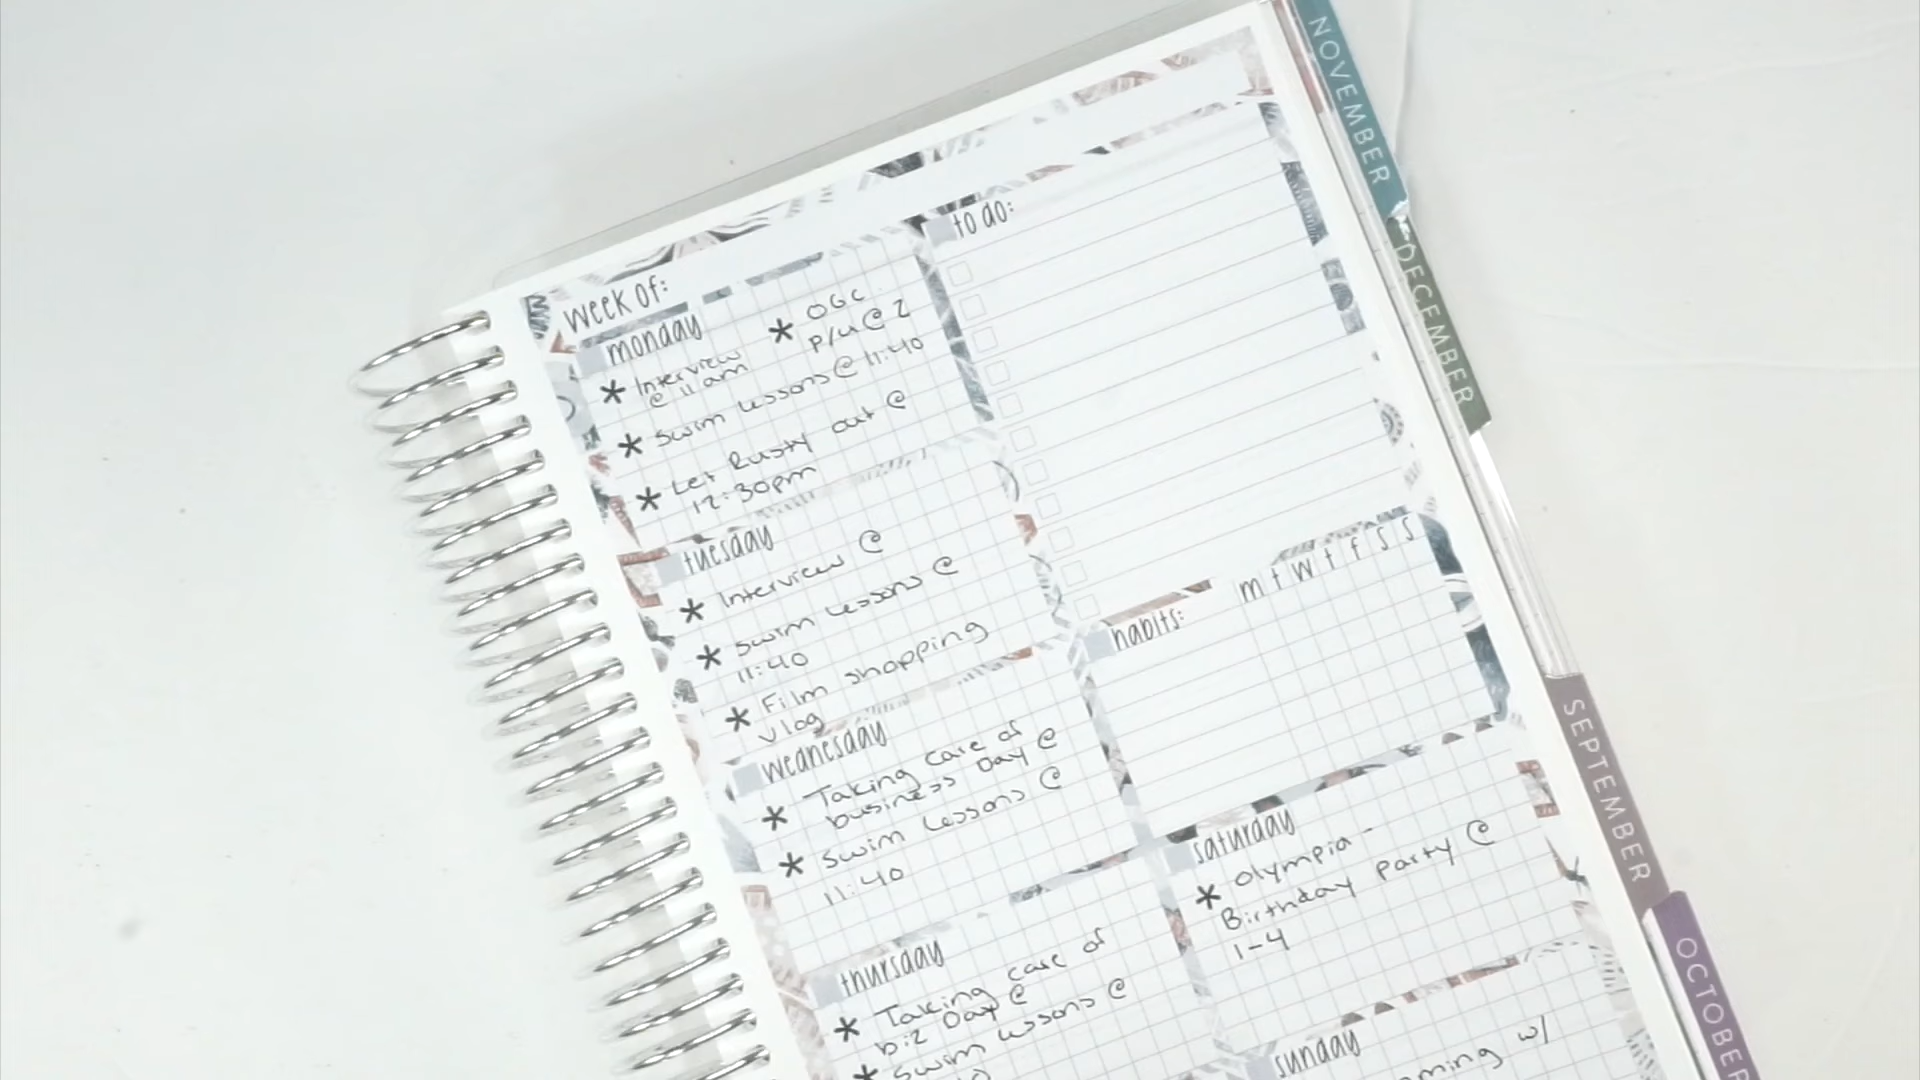 NOVEMBER
DECEMBER
SEPTEMBER
OCTOBER
week of:
monday
* Interview
@ 11am
* OGC
P/U @ 2
* Swim Lessons @ 11:40
* Let Rusty out @
12:30pm
tuesday
* Interview @
* Swim Lessons @
11:40
* Film shopping
vlog
wednesday
* Taking care of
business Day @
* Swim Lessons @
11:40
thursday
* Taking care of
biz Day @
* Swim Lessons @
to do:
habits:
m t w t f s s
saturday
* Olympia -
Birthday party @
1-4
sunday
w/